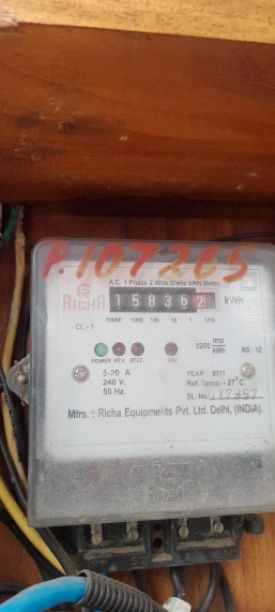 P.107265
A.C. 1 Phase 2 Wire Static kWh Meter
RICHA 158362 kWh
10000 1000 100 10 1 1/10
CL-1
POWER REV. EFLT CAL 3200 imp/kWh RS:12
5-20 A YEAR : 2011
240 V. Ref. Temp. - 27°C
50 Hz. SL No. 117357
Mfrs. : Richa Equipments Pvt. Ltd. Delhi, (INDIA).